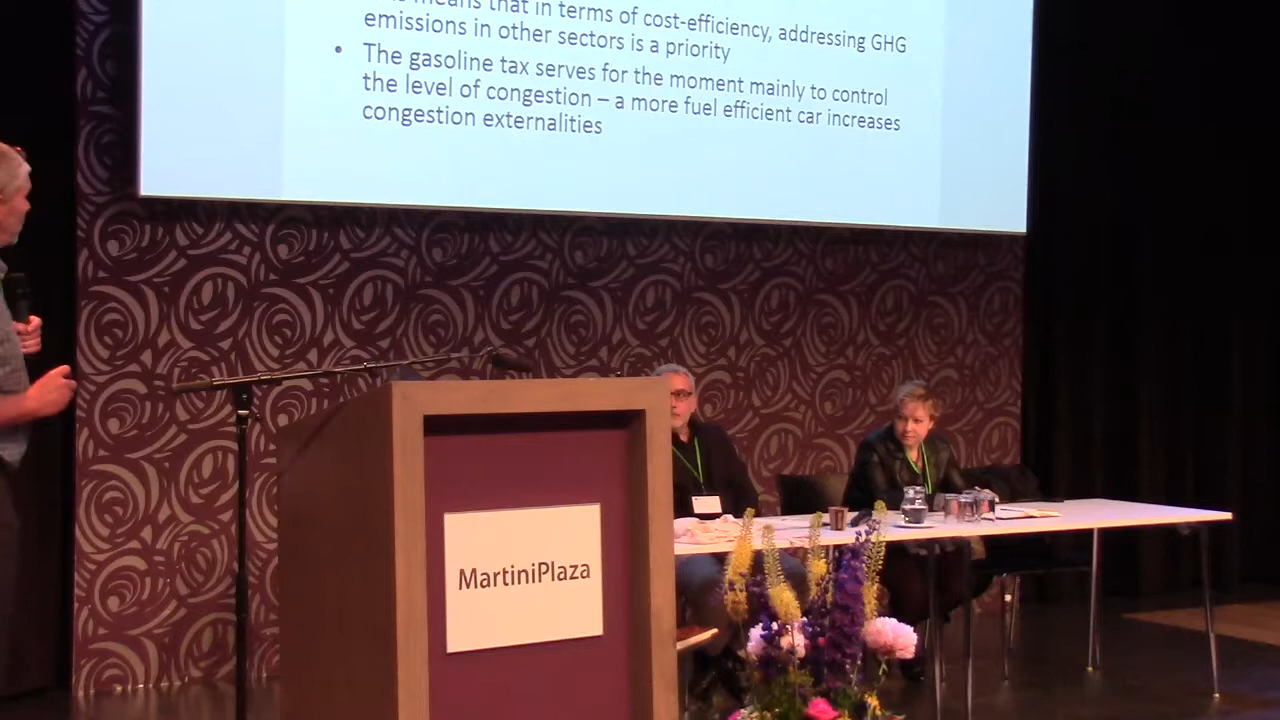 means that in terms of cost-efficiency, addressing GHG
emissions in other sectors is a priority
• The gasoline tax serves for the moment mainly to control
the level of congestion – a more fuel efficient car increases
congestion externalities
MartiniPlaza